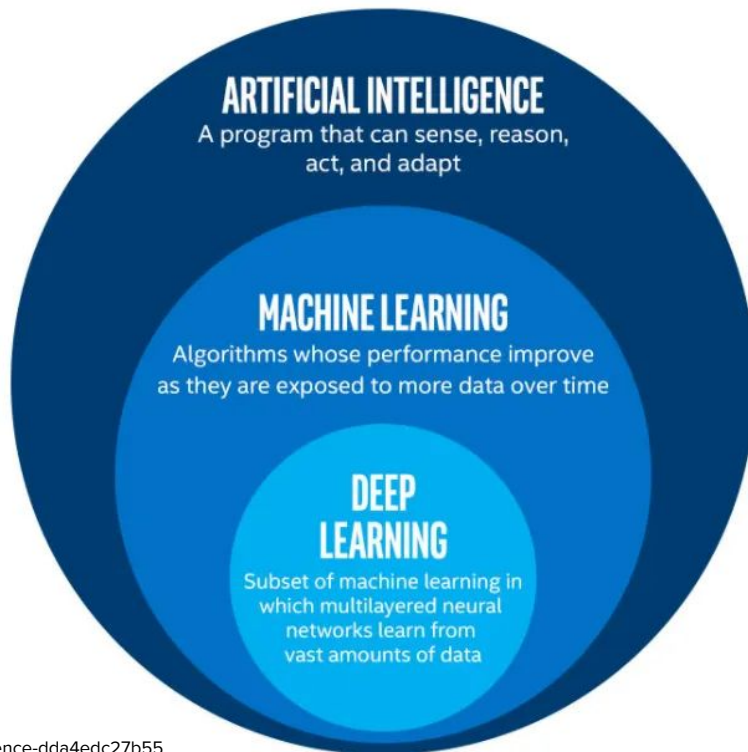 ARTIFICIAL INTELLIGENCE
A program that can sense, reason,
act, and adapt
MACHINE LEARNING
Algorithms whose performance improve
as they are exposed to more data over time
DEEP
LEARNING
Subset of machine learning in
which multilayered neural
networks learn from
vast amounts of data
ence-dda4edc27b55